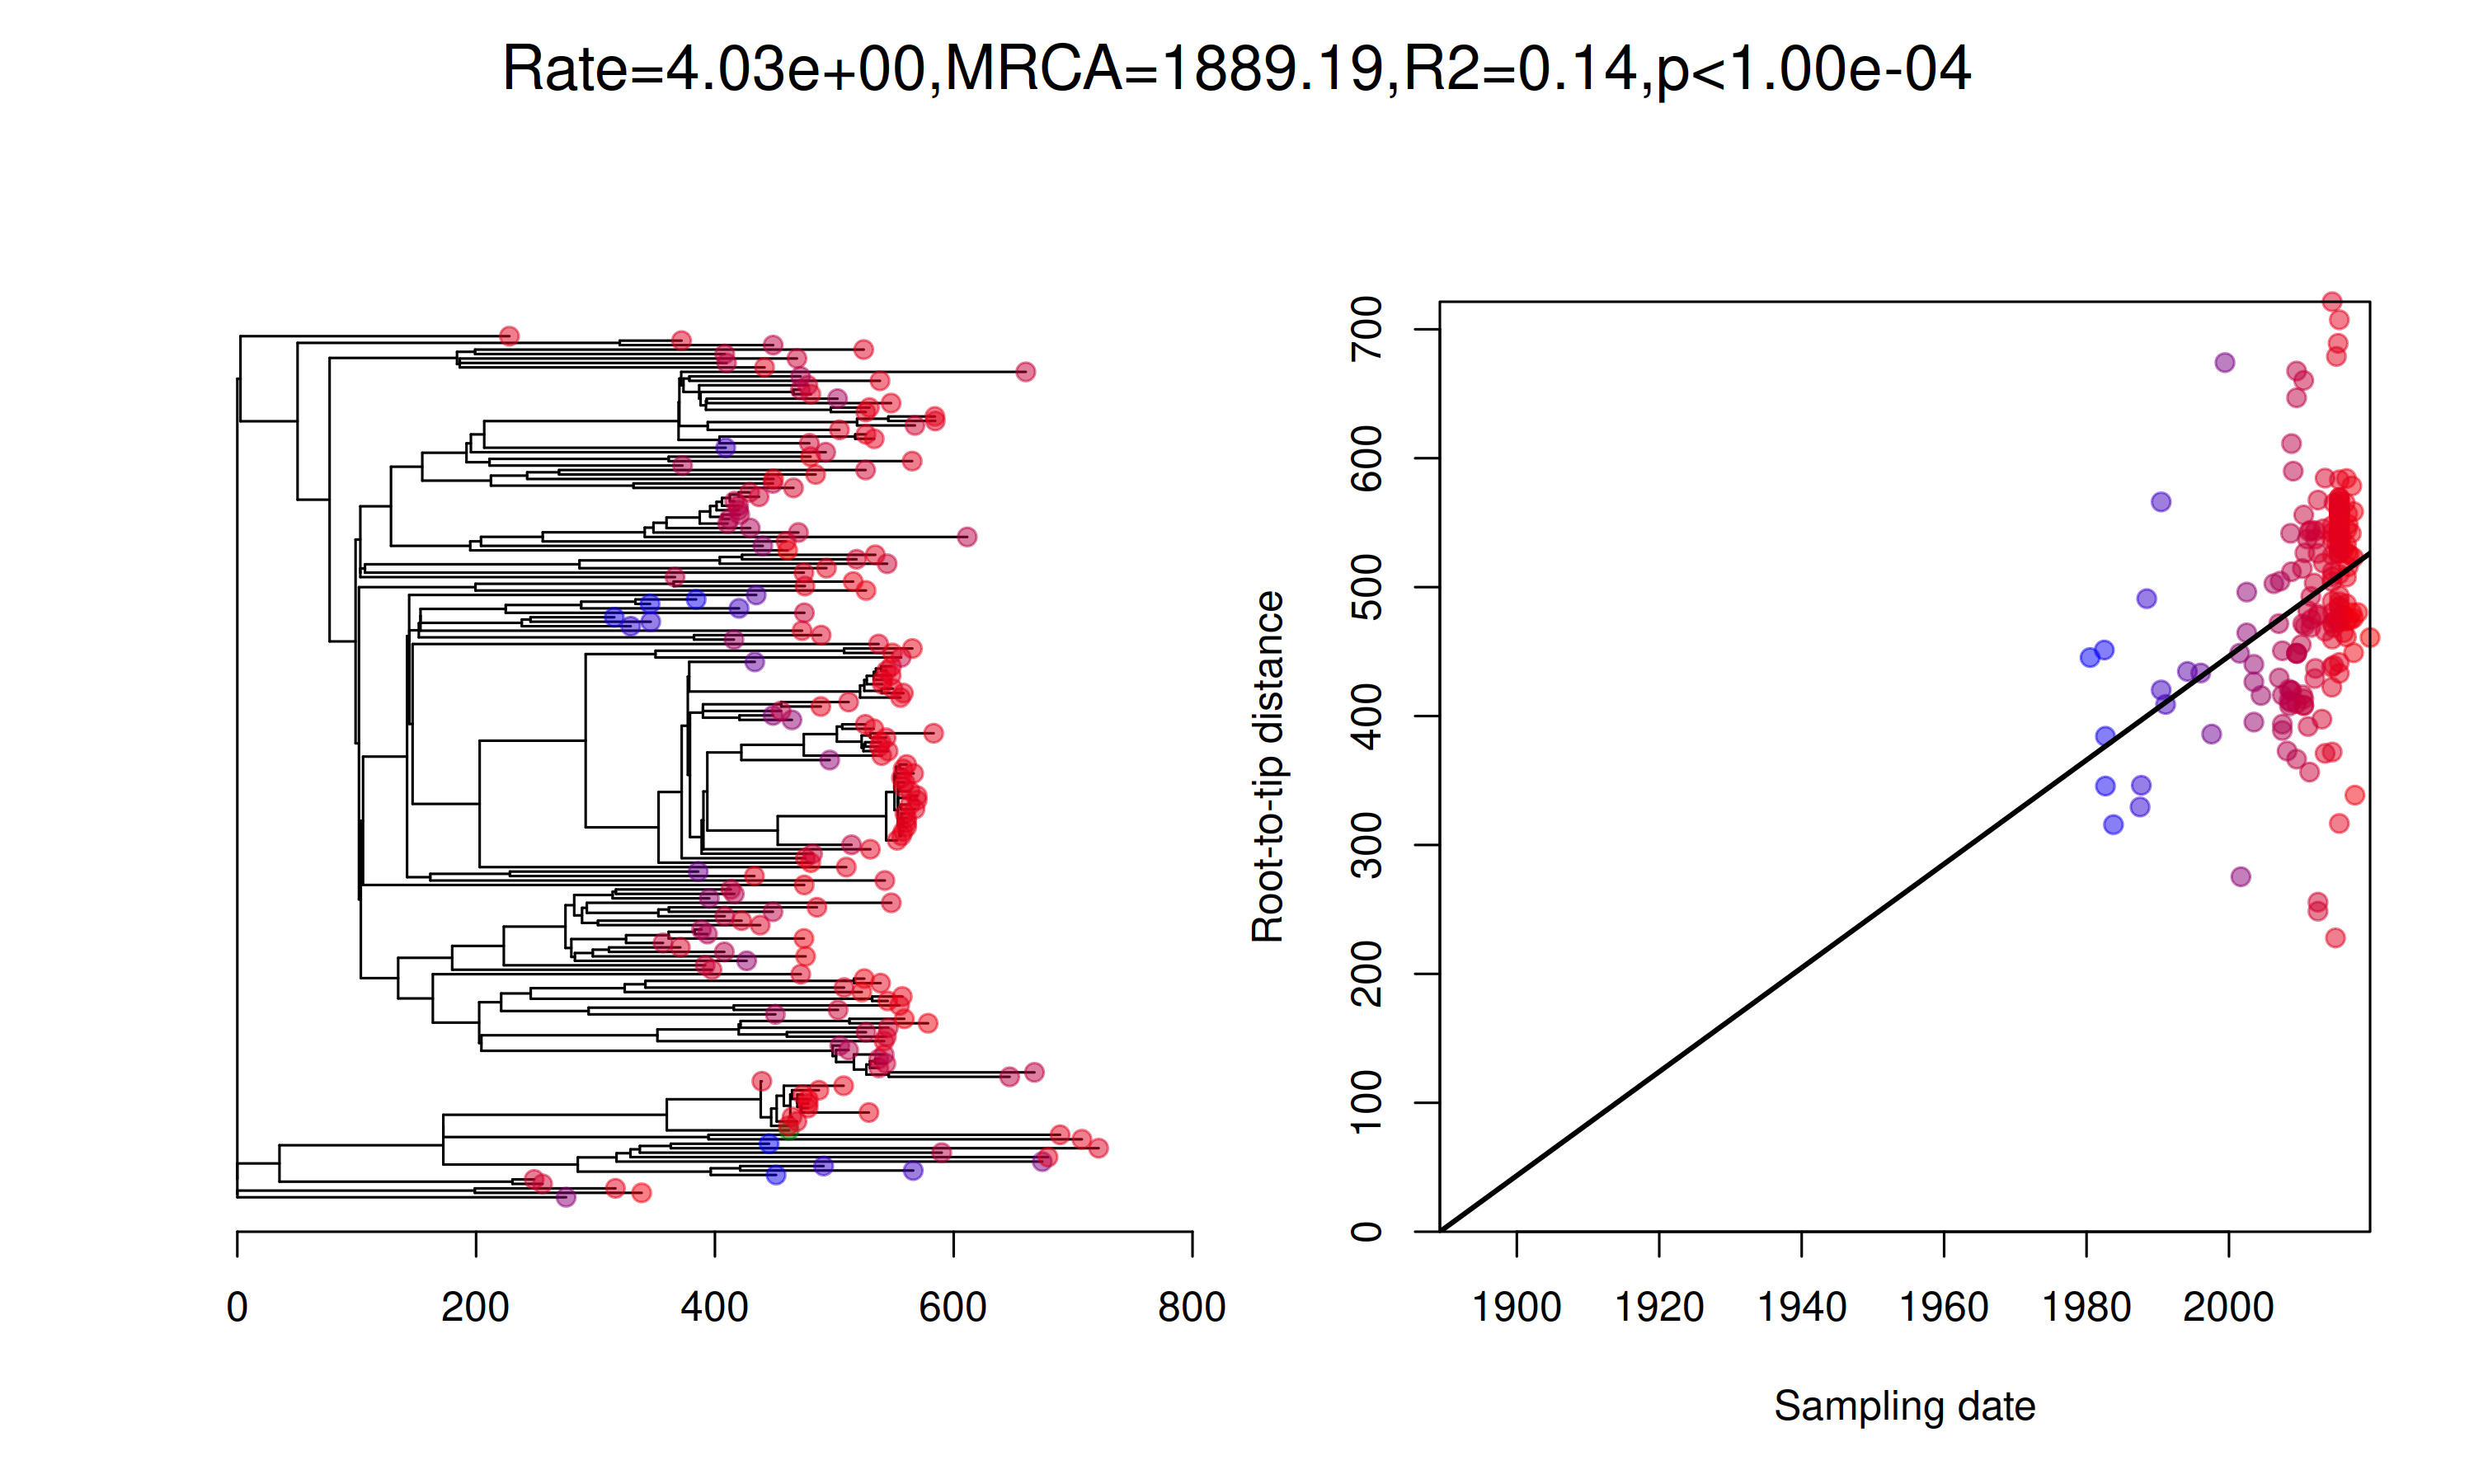 Rate=4.03e+00,MRCA=1889.19,R2=0.14,p<1.00e-04
0 200 400 600 800
Root-to-tip distance
0 100 200 300 400 500 600 700
1900 1920 1940 1960 1980 2000
Sampling date